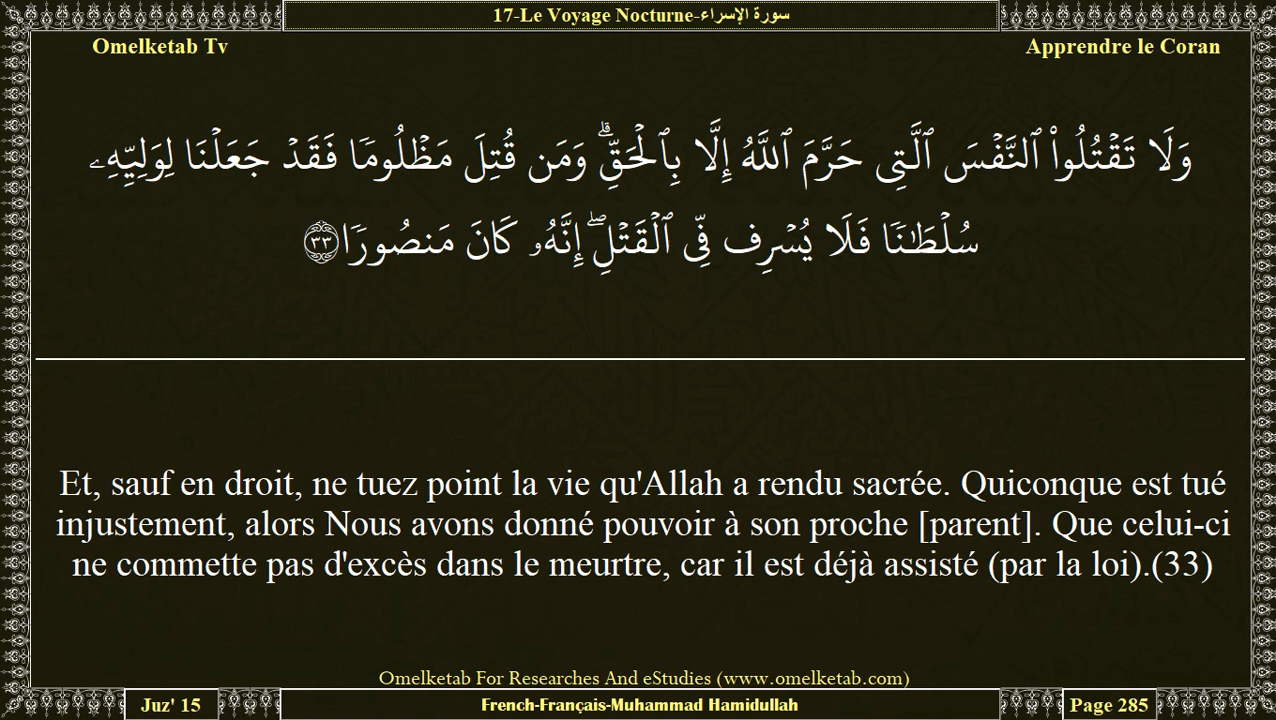 17-Le Voyage Nocturne-سورة الإسراء
Omelketab Tv
Apprendre le Coran
وَلَا تَقۡتُلُواْ ٱلنَّفۡسَ ٱلَّتِي حَرَّمَ ٱللَّهُ إِلَّا بِٱلۡحَقِّۗ وَمَن قُتِلَ مَظۡلُومٗا فَقَدۡ جَعَلۡنَا لِوَلِيِّهِۦ
سُلۡطَٰنٗا فَلَا يُسۡرِف فِّي ٱلۡقَتۡلِۖ إِنَّهُۥ كَانَ مَنصُورٗا ٣٣
Et, sauf en droit, ne tuez point la vie qu'Allah a rendu sacrée. Quiconque est tué
injustement, alors Nous avons donné pouvoir à son proche [parent]. Que celui-ci
ne commette pas d'excès dans le meurtre, car il est déjà assisté (par la loi).(33)
Omelketab For Researches And eStudies (www.omelketab.com)
Juz' 15
French-Français-Muhammad Hamidullah
Page 285